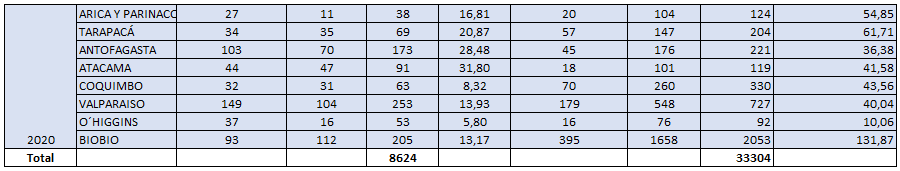 ARICA Y PARINACO 27 11 38 16,81 20 104 124 54,85
TARAPACÁ 34 35 69 20,87 57 147 204 61,71
ANTOFAGASTA 103 70 173 28,48 45 176 221 36,38
ATACAMA 44 47 91 31,80 18 101 119 41,58
COQUIMBO 32 31 63 8,32 70 260 330 43,56
VALPARAISO 149 104 253 13,93 179 548 727 40,04
O´HIGGINS 37 16 53 5,80 16 76 92 10,06
2020 BIOBIO 93 112 205 13,17 395 1658 2053 131,87
Total 8624 33304